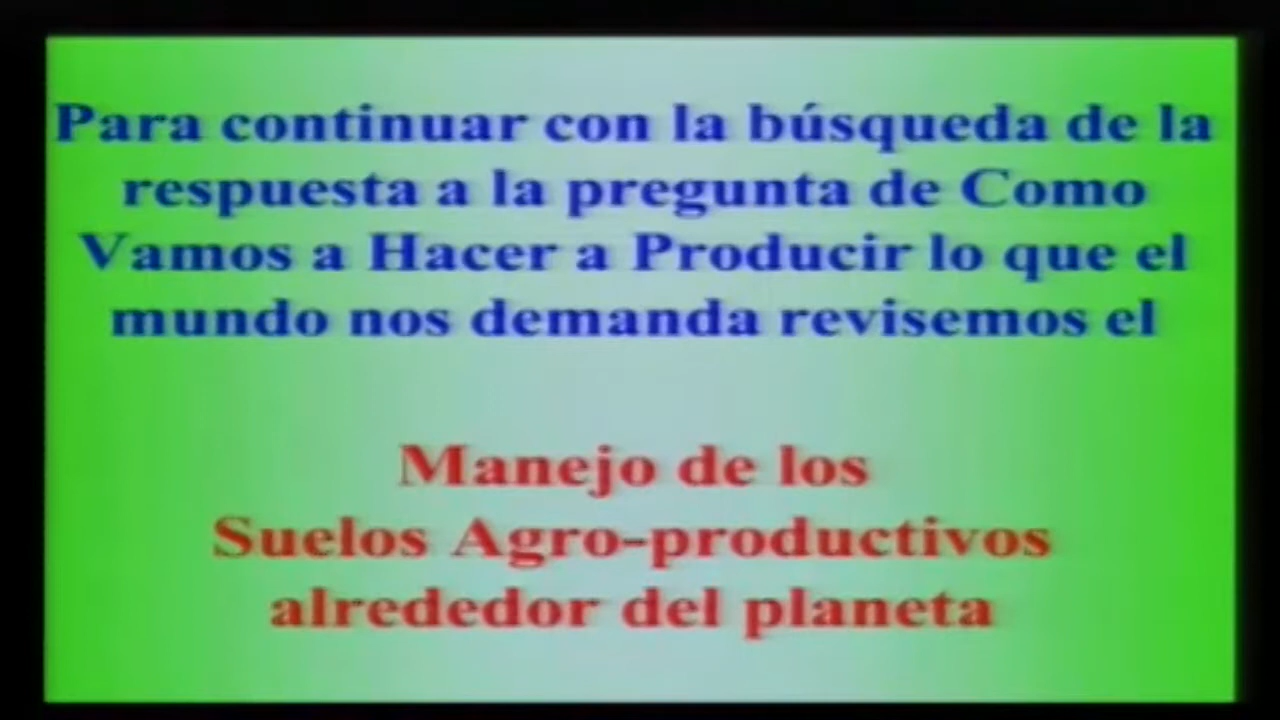 Para continuar con la búsqueda de la
respuesta a la pregunta de Como
Vamos a Hacer a Producir lo que el
mundo nos demanda revisemos el
Manejo de los
Suelos Agro-productivos
alrededor del planeta